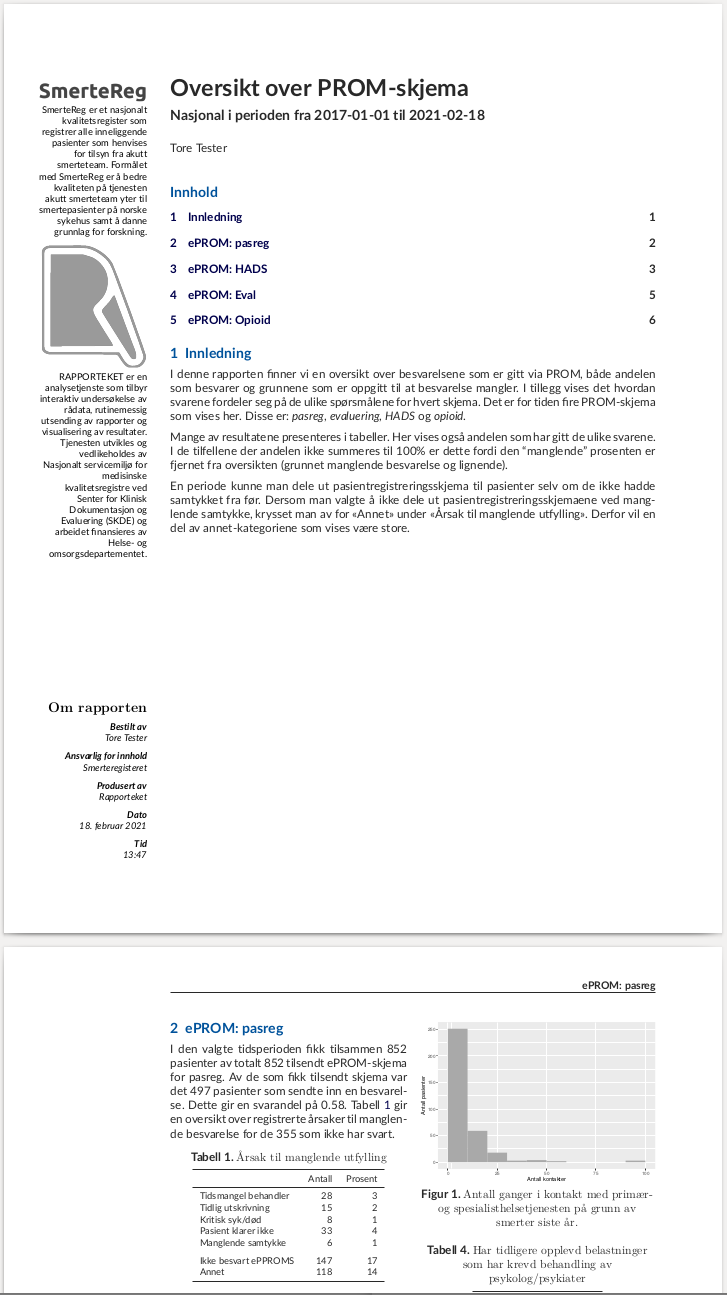 SmerteReg
SmerteReg er et nasjonalt
kvalitetsregister som
registrer alle inneliggende
pasienter som henvises
for tilsyn fra akutt
smerteteam. Formålet
med SmerteReg er å bedre
kvaliteten på tjenesten
akutt smerteteam yter til
smertepasienter på norske
sykehus samt å danne
grunnlag for forskning.
RAPPORTEKET er en
analysetjeneste som tilbyr
interaktiv undersøkelse av
rådata, rutinemessig
utsending av rapporter og
visualisering av resultater.
Tjenesten utvikles og
vedlikeholdes av
Nasjonalt servicemiljø for
medisinske
kvalitetsregistre ved
Senter for Klinisk
Dokumentasjon og
Evaluering (SKDE) og
arbeidet finansieres av
Helse- og
omsorgsdepartementet.
Om rapporten
Bestilt av
Tore Tester
Ansvarlig for innhold
Smerteregisteret
Produsert av
Rapporteket
Dato
18. februar 2021
Tid
13:47
Oversikt over PROM-skjema
Nasjonal i perioden fra 2017-01-01 til 2021-02-18
Tore Tester
Innhold
1 Innledning 1
2 ePROM: pasreg 2
3 ePROM: HADS 3
4 ePROM: Eval 5
5 ePROM: Opioid 6
1 Innledning
I denne rapporten finner vi en oversikt over besvarelsene som er gitt via PROM, både andelen
som besvarer og grunnene som er oppgitt til at besvarelse mangler. I tillegg vises det hvordan
svarene fordeler seg på de ulike spørsmålene for hvert skjema. Det er for tiden fire PROM-skjema
som vises her. Disse er: pasreg, evaluering, HADS og opioid.
Mange av resultatene presenteres i tabeller. Her vises også andelen som har gitt de ulike svarene.
I de tilfellene der andelen ikke summeres til 100% er dette fordi den “manglende” prosenten er
fjernet fra oversikten (grunnet manglende besvarelse og lignende).
En periode kunne man dele ut pasientregistreringsskjema til pasienter selv om de ikke hadde
samtykket fra før. Dersom man valgte å ikke dele ut pasientregistreringsskjemaene ved mang-
lende samtykke, krysset man av for «Annet» under «Årsak til manglende utfylling». Derfor vil en
del av annet-kategoriene som vises være store.
ePROM: pasreg
2 ePROM: pasreg
I den valgte tidsperioden fikk tilsammen 852
pasienter av totalt 852 tilsendt ePROM-skjema
for pasreg. Av de som fikk tilsendt skjema var
det 497 pasienter som sendte inn en besvarel-
se. Dette gir en svarandel på 0.58. Tabell 1 gir
en oversikt over registrerte årsaker til manglen-
de besvarelse for de 355 som ikke har svart.
Tabell 1. Årsak til manglende utfylling
Antall Prosent
Tidsmangel behandler 28 3
Tidlig utskrivning 15 2
Kritisk syk/død 8 1
Pasient klarer ikke 33 4
Manglende samtykke 6 1
Ikke besvart ePPROMS 147 17
Annet 118 14
Antall pasienter
250
200
150
100
50
0
0 25 50 75 100
Antall kontakter
Figur 1. Antall ganger i kontakt med primær-
og spesialisthelsetjenesten på grunn av
smerter siste år.
Tabell 4. Har tidligere opplevd belastninger
som har krevd behandling av
psykolog/psykiater